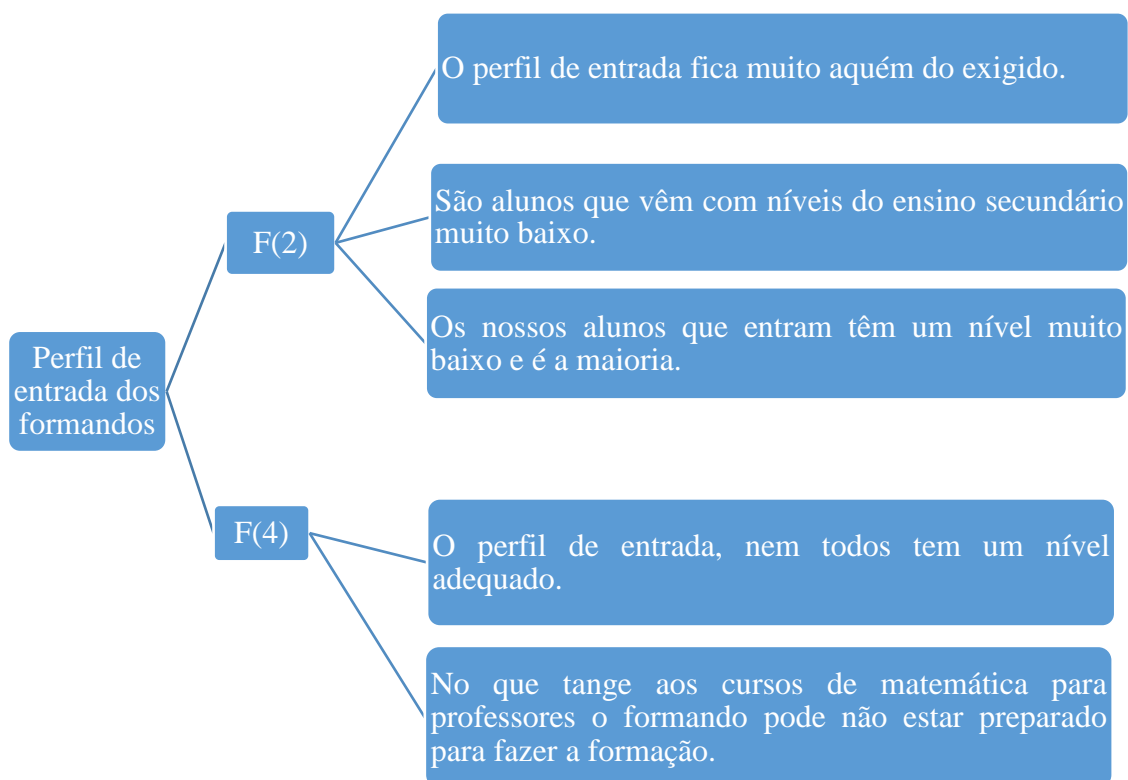 Perfil de
entrada dos
formandos
F(2)
O perfil de entrada fica muito aquém do exigido.
São alunos que vêm com níveis do ensino secundário
muito baixo.
Os nossos alunos que entram têm um nível muito
baixo e é a maioria.
F(4)
O perfil de entrada, nem todos tem um nível
adequado.
No que tange aos cursos de matemática para
professores o formando pode não estar preparado
para fazer a formação.